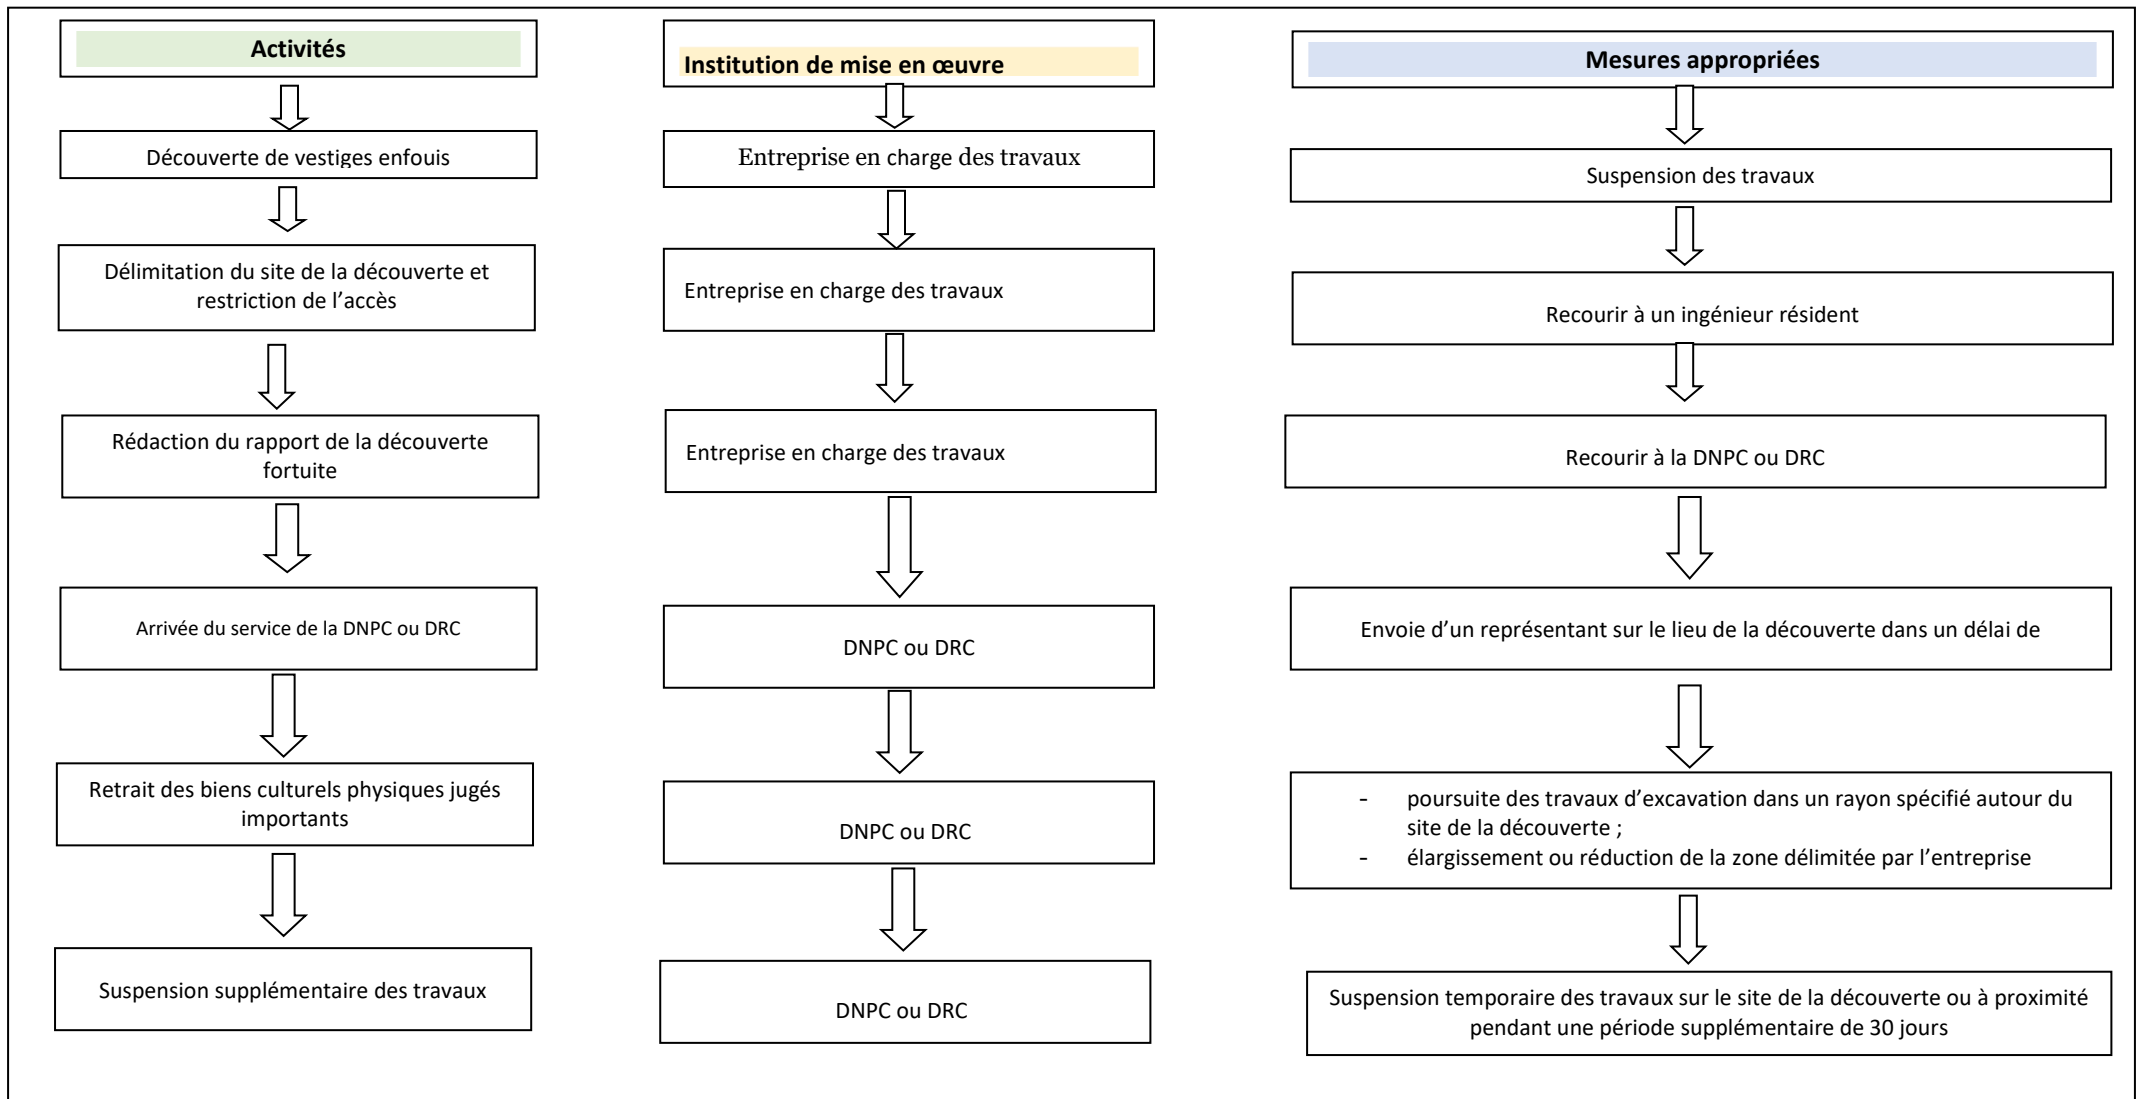 Activités
Institution de mise en œuvre
Mesures appropriées
Découverte de vestiges enfouis
Entreprise en charge des travaux
Suspension des travaux
Délimitation du site de la découverte et
restriction de l’accès
Entreprise en charge des travaux
Recourir à un ingénieur résident
Rédaction du rapport de la découverte
fortuite
Entreprise en charge des travaux
Recourir à la DNPC ou DRC
Arrivée du service de la DNPC ou DRC
DNPC ou DRC
Envoie d’un représentant sur le lieu de la découverte dans un délai de
Retrait des biens culturels physiques jugés
importants
DNPC ou DRC
- poursuite des travaux d’excavation dans un rayon spécifié autour du
site de la découverte ;
- élargissement ou réduction de la zone délimitée par l’entreprise
Suspension supplémentaire des travaux
DNPC ou DRC
Suspension temporaire des travaux sur le site de la découverte ou à proximité
pendant une période supplémentaire de 30 jours